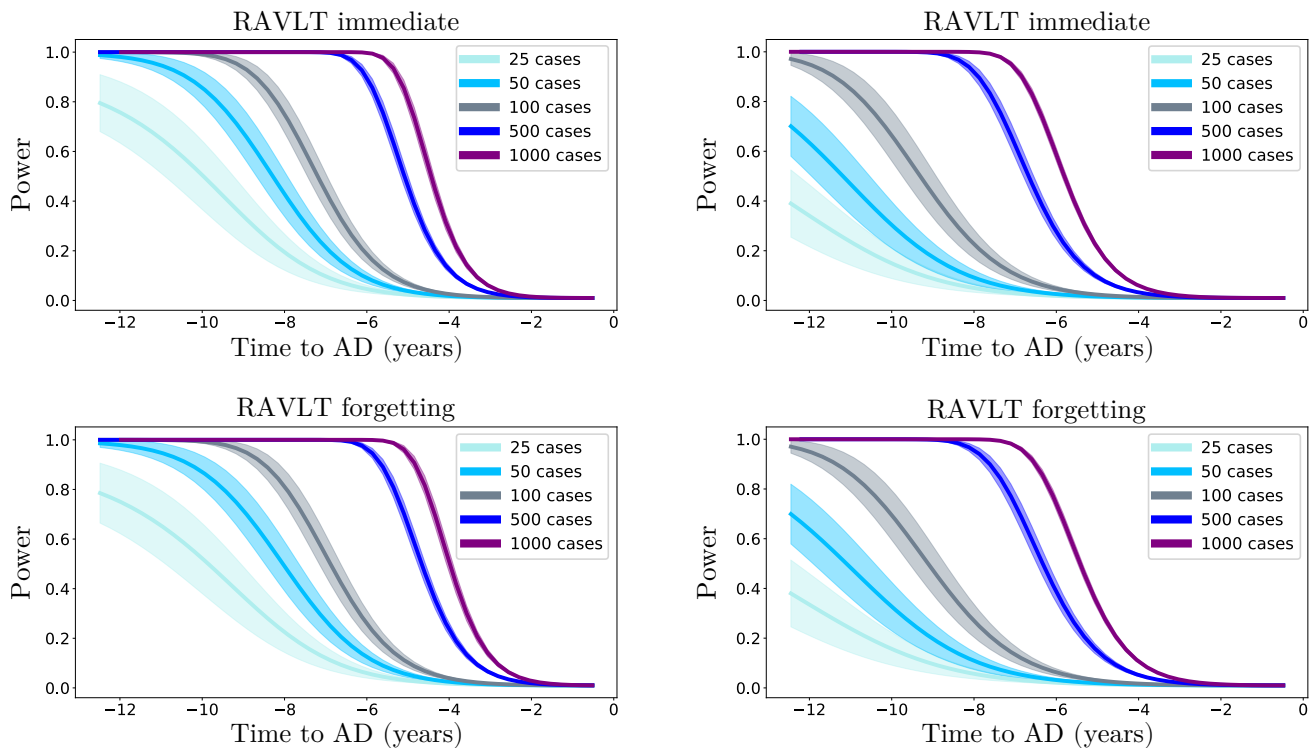 RAVLT immediate
1.0
0.8
0.6
0.4
0.2
0.0
Power
25 cases
50 cases
100 cases
500 cases
1000 cases
−12 −10 −8 −6 −4 −2 0
Time to AD (years)
RAVLT immediate
1.0
0.8
0.6
0.4
0.2
0.0
Power
25 cases
50 cases
100 cases
500 cases
1000 cases
−12 −10 −8 −6 −4 −2 0
Time to AD (years)
RAVLT forgetting
1.0
0.8
0.6
0.4
0.2
0.0
Power
25 cases
50 cases
100 cases
500 cases
1000 cases
−12 −10 −8 −6 −4 −2 0
Time to AD (years)
RAVLT forgetting
1.0
0.8
0.6
0.4
0.2
0.0
Power
25 cases
50 cases
100 cases
500 cases
1000 cases
−12 −10 −8 −6 −4 −2 0
Time to AD (years)